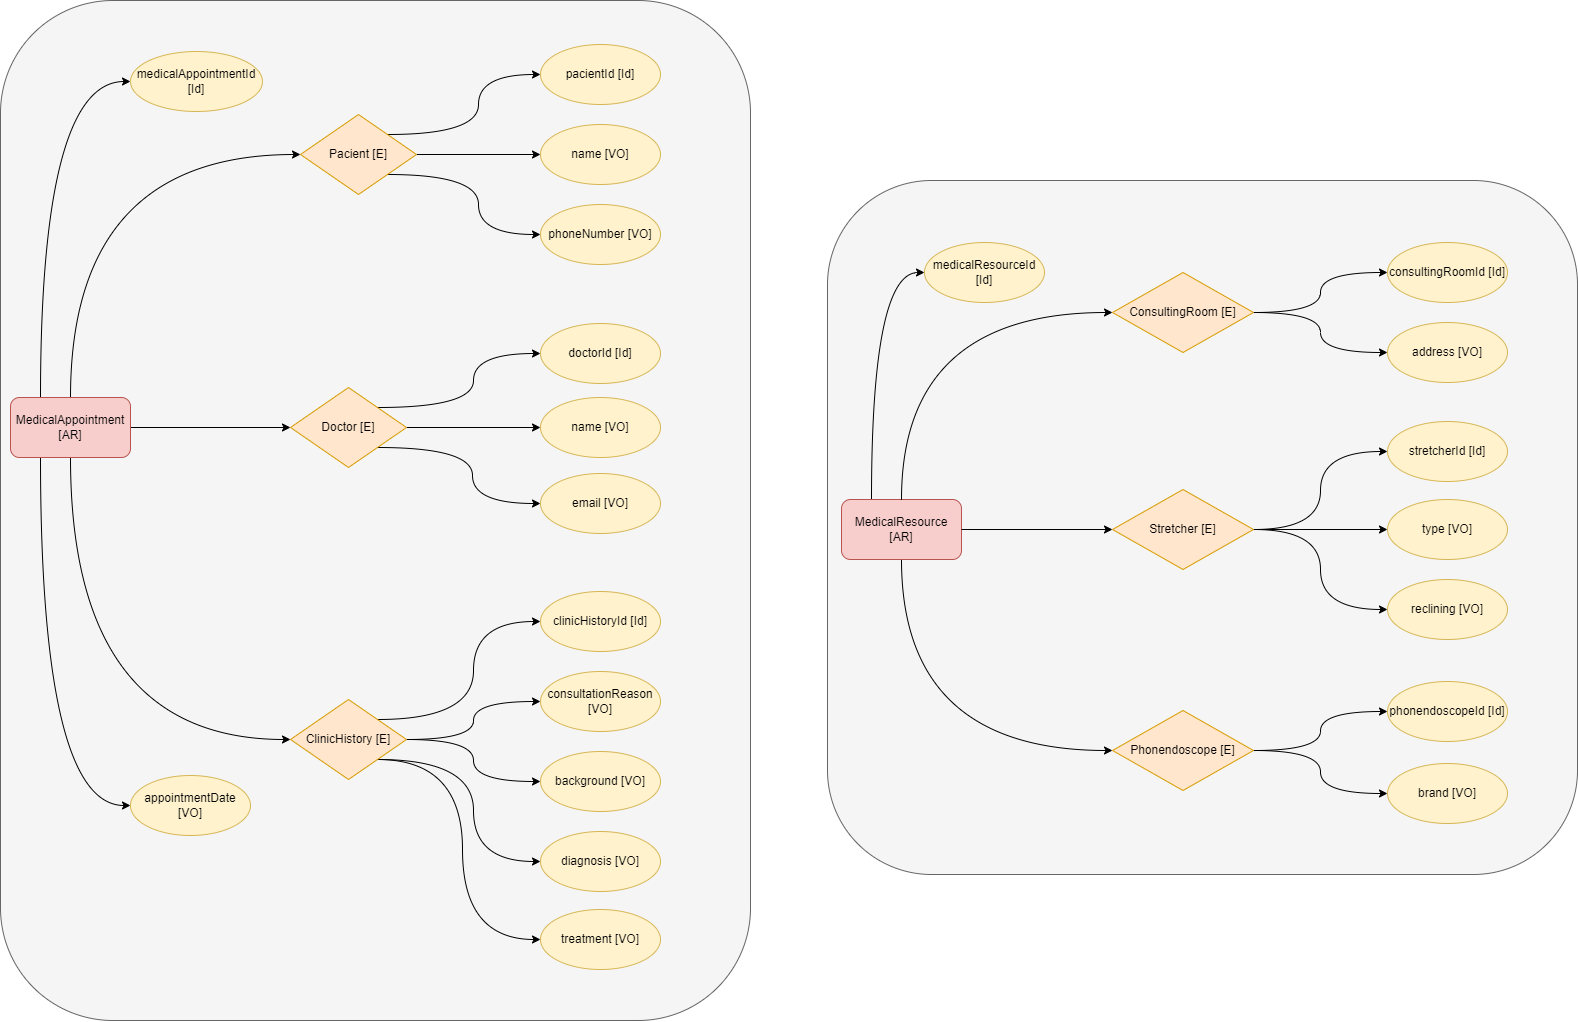 medicalAppointmentId
[Id]
pacientId [Id]
Pacient [E]
name [VO]
phoneNumber [VO]
doctorId [Id]
MedicalAppointment
[AR]
Doctor [E]
name [VO]
email [VO]
clinicHistoryId [Id]
consultationReason
[VO]
ClinicHistory [E]
background [VO]
appointmentDate
[VO]
diagnosis [VO]
treatment [VO]
medicalResourceId
[Id]
consultingRoomId [Id]
ConsultingRoom [E]
address [VO]
stretcherId [Id]
MedicalResource
[AR]
Stretcher [E]
type [VO]
reclining [VO]
phonendoscopeId [Id]
Phonendoscope [E]
brand [VO]